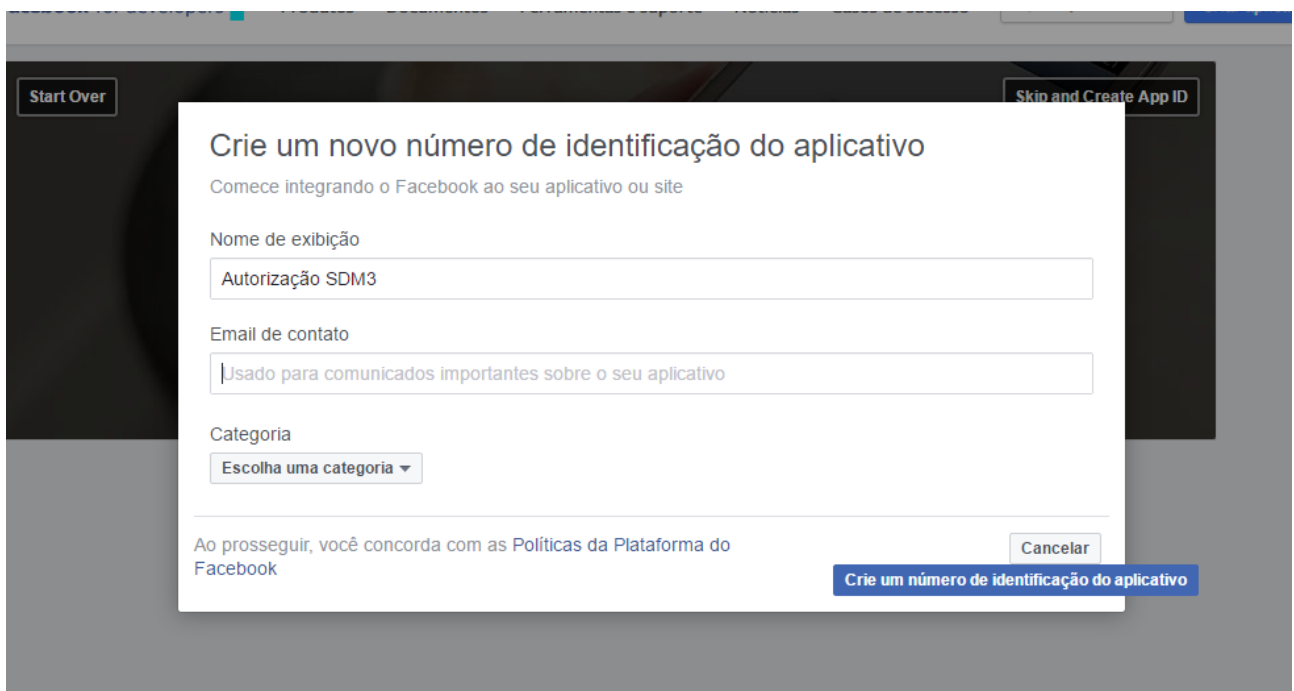 Start Over
Skip and Create App ID
Crie um novo número de identificação do aplicativo
Comece integrando o Facebook ao seu aplicativo ou site
Nome de exibição
Autorização SDM3
Email de contato
Usado para comunicados importantes sobre o seu aplicativo
Categoria
Escolha uma categoria
Ao prosseguir, você concorda com as Políticas da Plataforma do
Facebook
Cancelar
Crie um número de identificação do aplicativo